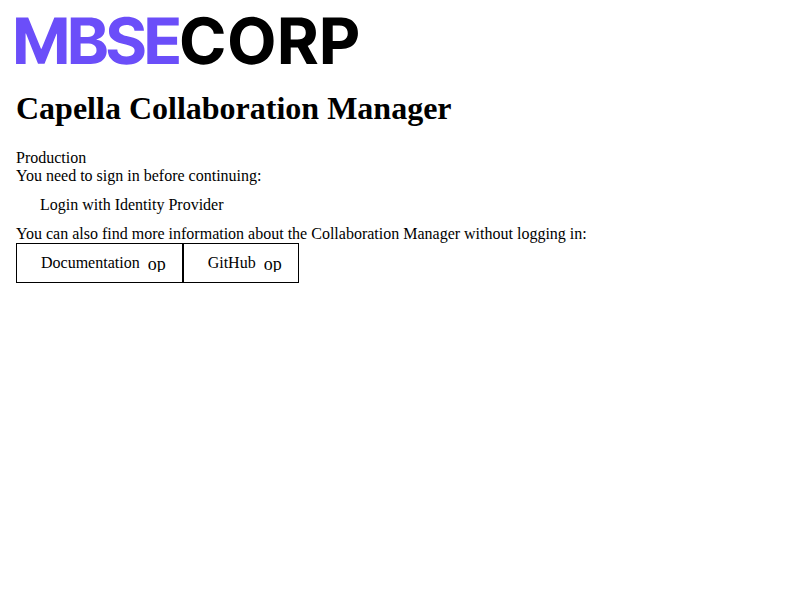 MBSECORP
Capella Collaboration Manager
Production
You need to sign in before continuing:
Login with Identity Provider
You can also find more information about the Collaboration Manager without logging in:
Documentation op GitHub op